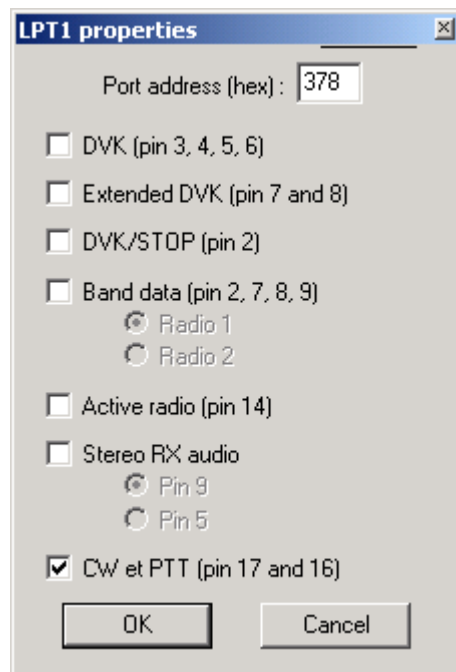 LPT1 properties
Port address (hex) : 378
DVK (pin 3, 4, 5, 6)
Extended DVK (pin 7 and 8)
DVK/STOP (pin 2)
Band data (pin 2, 7, 8, 9)
Radio 1
Radio 2
Active radio (pin 14)
Stereo RX audio
Pin 9
Pin 5
CW et PTT (pin 17 and 16)
OK Cancel